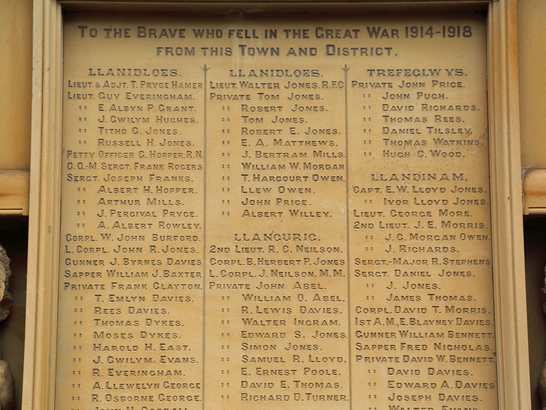 To the Brave who fell in the Great War 1914-1918
from this Town and District.
LLANIDLOES.
Lieut & Adjt. T. Pryce Hamer
Lieut. Guy Everingham.
" E. Albyn P. Grant.
" J. Gwilym Hughes.
" Titho G. Jones.
" Russell H. Jones.
Petty Officer G. Hopper, R.N.
C.Q.-M. Sergt. Frank Rogers
Sergt. Joseph Franks.
" Albert H. Hopper.
" Arthur Mills.
" J. Percival Pryce.
" A. Albert Rowley.
Corpl. W. John Burford.
L. Corpl. John R. Jones.
Gunner J. Byrnes Davies
Sapper William J. Baxter
Private Frank Clayton.
" T. Emlyn Davies.
" Rees Davies.
" Thomas Dykes.
" Moses Dykes.
" Harold H. East.
" J. Gwilym. Evans.
" R. Everingham.
" A. Llewelyn George
" R. Osborne George.
LLANIDLOES.
Lieut. Walter Jones, R.F.C
Private Tom Jones.
" Robert Jones.
" Tom Jones.
" Robert E. Jones.
" E. A. Matthews.
" J. Bertram Mills.
" William W. Morgan
" T. Harcourt Owen.
" Llew Owen.
" John Price.
" Albert Willey.
LLANGURIG.
2nd Lieut. R. C. Neilson.
Corpl. B. Herbert P. Jones
L. Corpl. J. Neilson, M.M.
Private John Abel.
" William O. Abel.
" R. Lewis Davies.
" Walter Ingram.
" Edward S. Jones.
" Simon Jones.
" Samuel R. Lloyd.
" E. Ernest Poole.
" David E. Thomas.
" Richard D. Turner.
TREFEGLWYS.
Private John Price.
" John Pugh.
" David Richards.
" Thomas Rees.
" Daniel Tilsley.
" Thomas Watkins.
" Hugh C. Wood.
LLANDINAM.
Capt. E. W. Lloyd Jones.
" Ivor Lloyd Jones.
Lieut. George More.
2nd Lieut. J. E. Morris.
" J. G. Morgan Owen.
" J. Richards.
Sergt.-Major R. Stephens
Sergt. Daniel Jones.
" J. Jones.
" James Thomas.
Corpl. David T. Morris.
1st A.M., E. Blayney Davies.
Gunner William Bennett.
Sapper Fred Nicholas.
Private David W. Bennett.
" David Davies.
" Edward A. Davies
" Joseph Davies.
" Walter Evans.